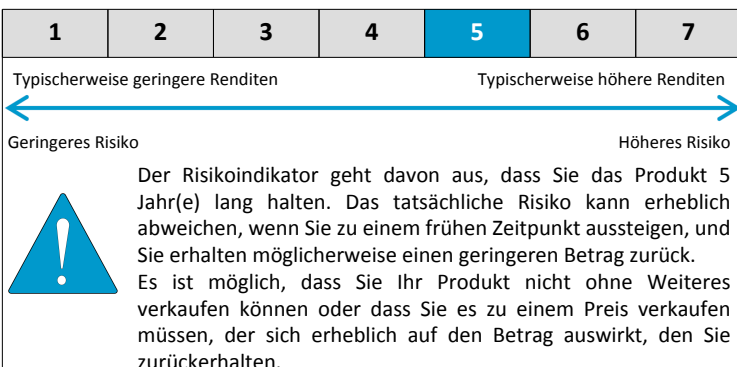 1 2 3 4 5 6 7
Typischerweise geringere Renditen Typischerweise höhere Renditen
Geringeres Risiko Höheres Risiko
Der Risikoindikator geht davon aus, dass Sie das Produkt 5
Jahr(e) lang halten. Das tatsächliche Risiko kann erheblich
abweichen, wenn Sie zu einem frühen Zeitpunkt aussteigen, und
Sie erhalten möglicherweise einen geringeren Betrag zurück.
Es ist möglich, dass Sie Ihr Produkt nicht ohne Weiteres
verkaufen können oder dass Sie es zu einem Preis verkaufen
müssen, der sich erheblich auf den Betrag auswirkt, den Sie
zurückerhalten.